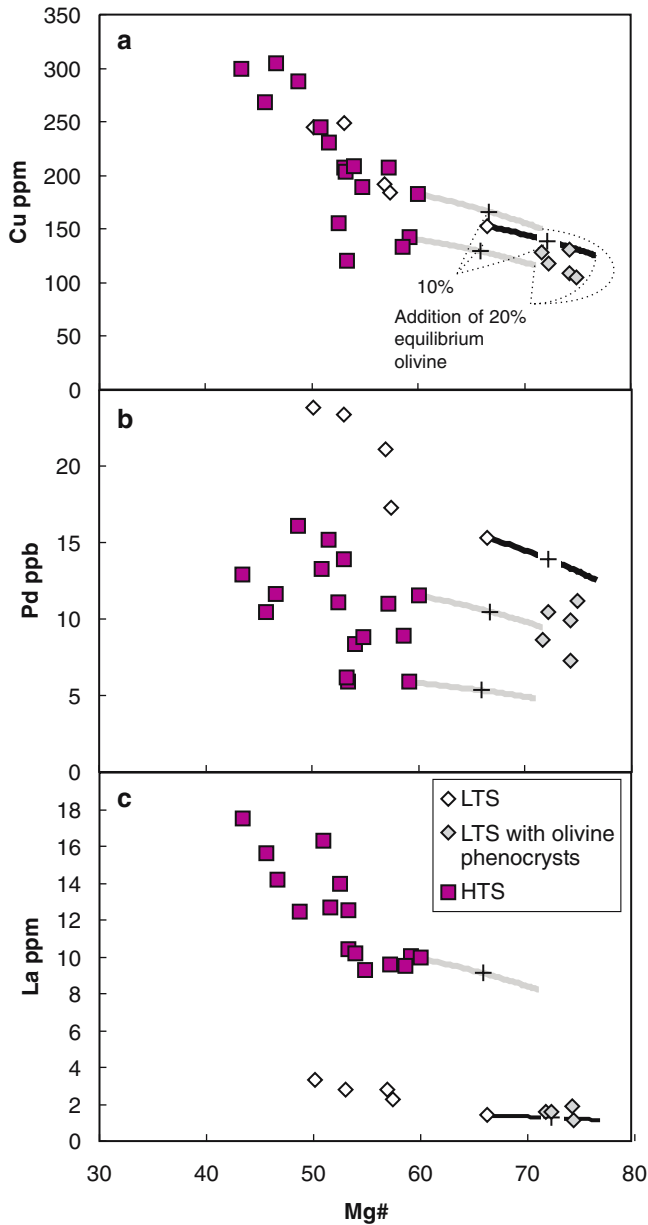 350
a
300
250
200
150
100
50
0
Cu ppm
10%
Addition of 20%
equilibrium
olivine
b
20
15
10
5
0
Pd ppb
c
18
16
14
12
10
8
6
4
2
0
La ppm
LTS
LTS with olivine
phenocrysts
HTS
30 40 50 60 70 80
Mg#